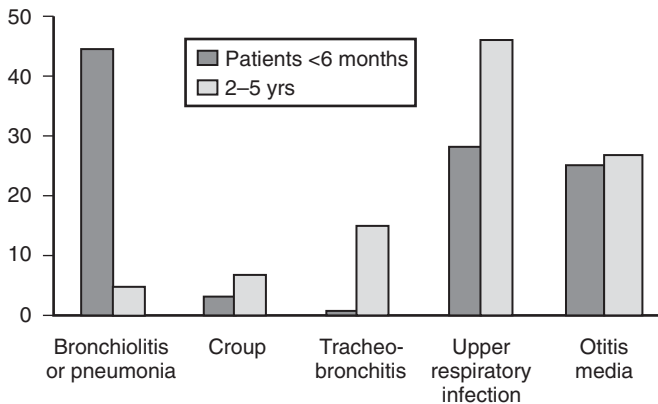 50
40
30
20
10
0
Patients <6 months
2–5 yrs
Bronchiolitis
or pneumonia
Croup
Tracheo-
bronchitis
Upper
respiratory
infection
Otitis
media